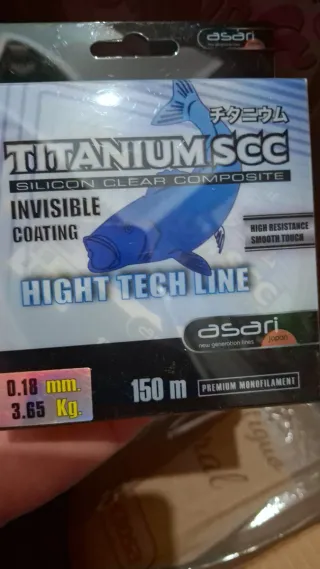 asari
チタニウム
TITANIUM SCC
SILICON CLEAR COMPOSITE
INVISIBLE
COATING
HIGH RESISTANCE
SMOOTH TOUCH
HIGHT TECH LINE
asari
new generation lines japan
0.18 mm.
3.65 Kg.
150 m
PREMIUM MONOFILAMENT
asari